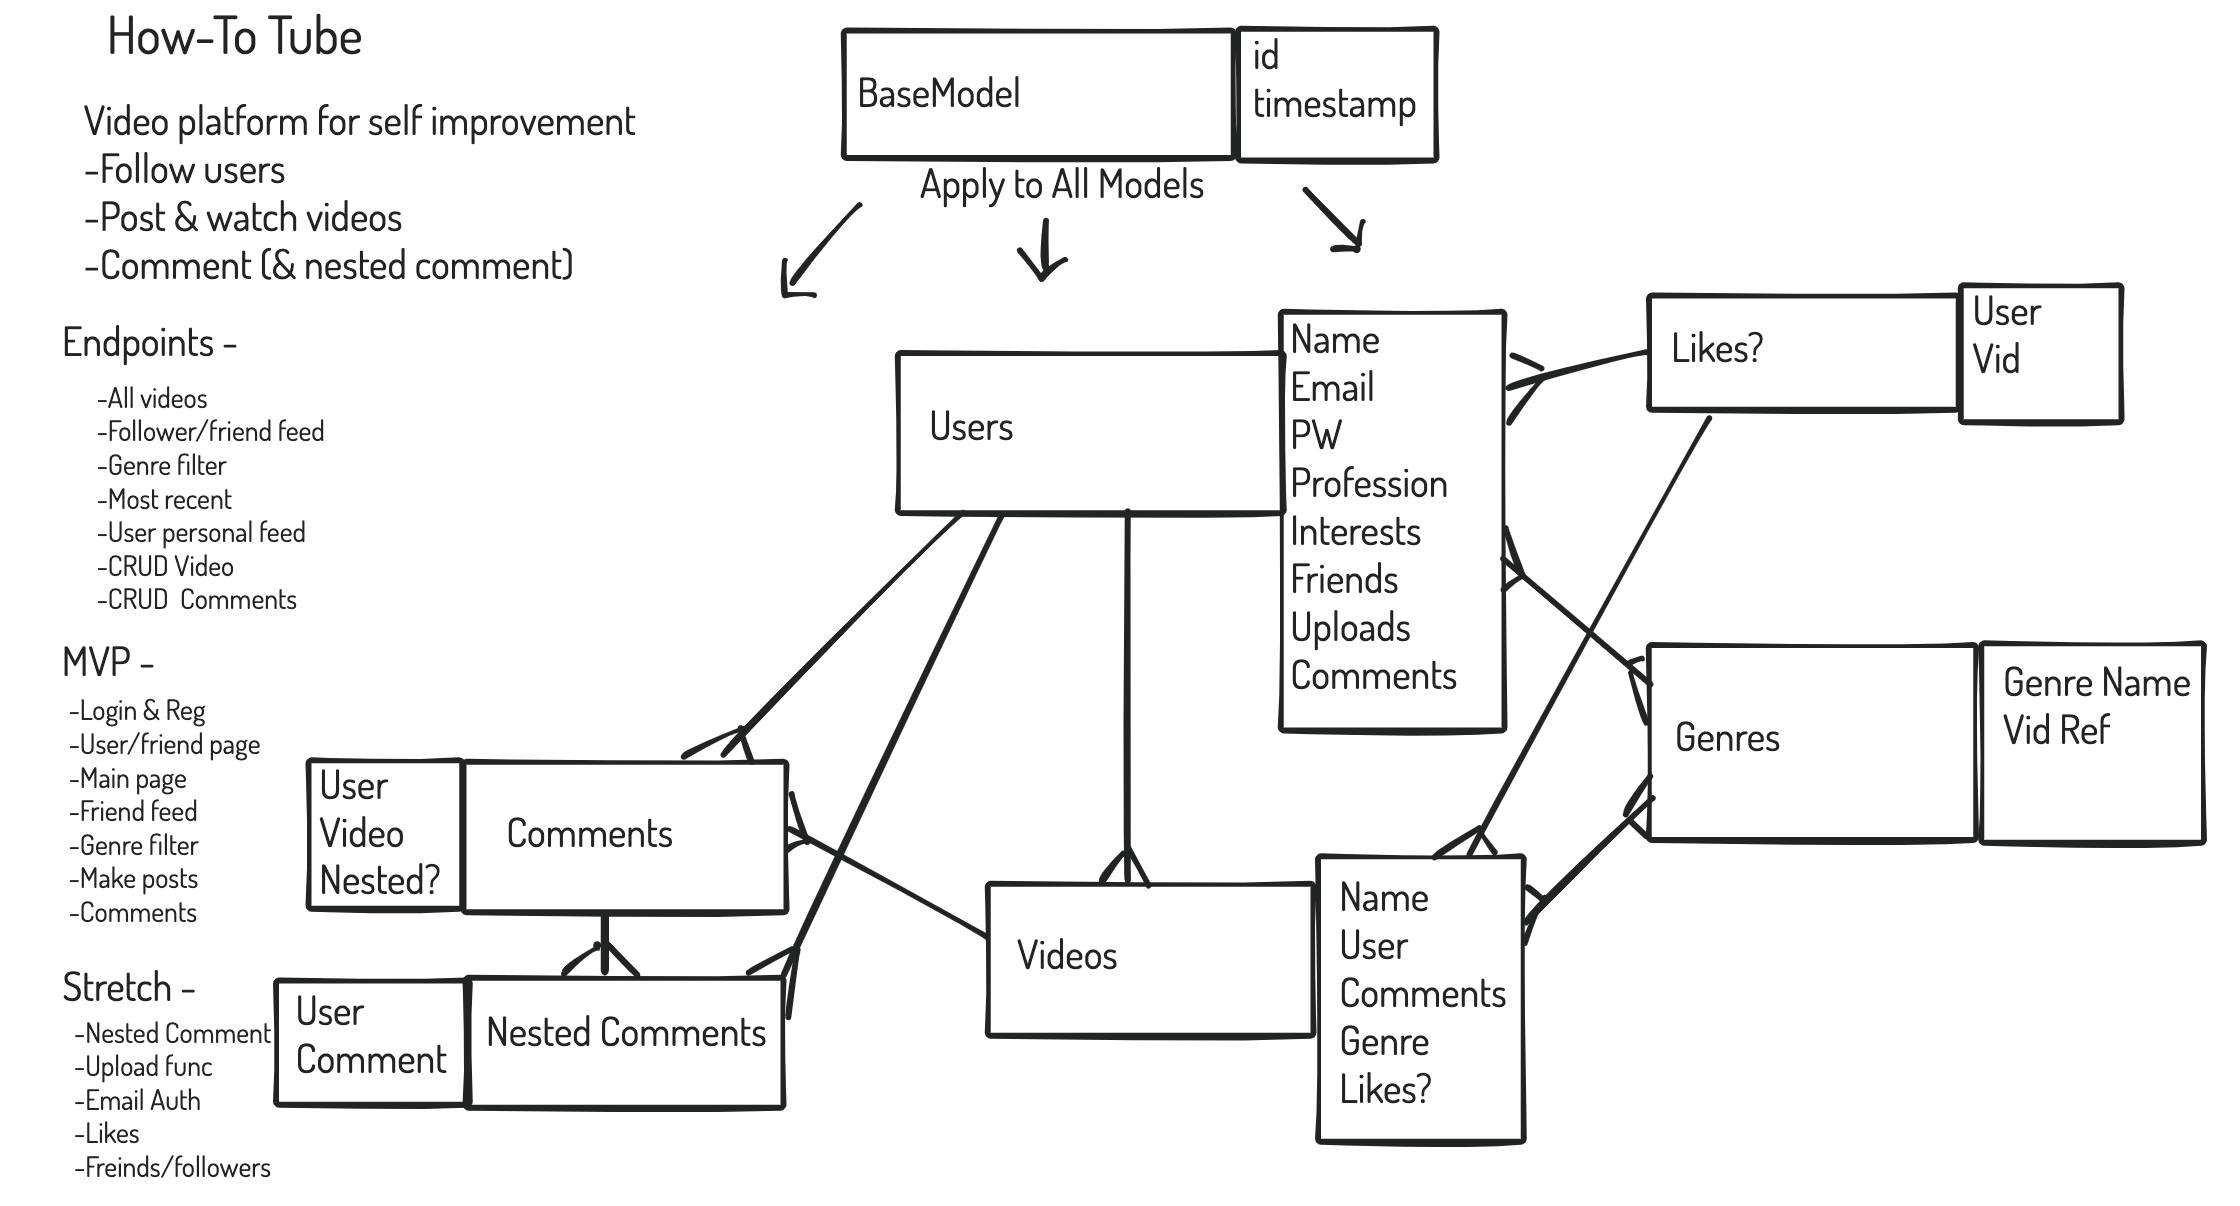 How-To Tube
Video platform for self improvement
-Follow users
-Post & watch videos
-Comment (& nested comment)
Endpoints -
-All videos
-Follower/friend feed
-Genre filter
-Most recent
-User personal feed
-CRUD Video
-CRUD  Comments
MVP -
-Login & Reg
-User/friend page
-Main page
-Friend feed
-Genre filter
-Make posts
-Comments
Stretch -
-Nested Comment
-Upload func
-Email Auth
-Likes
-Freinds/followers
BaseModel
id
timestamp
Apply to All Models
Users
Name
Email
PW
Profession
Interests
Friends
Uploads
Comments
Likes?
User
Vid
Genres
Genre Name
Vid Ref
User
Video
Nested?
Comments
User
Comment
Nested Comments
Videos
Name
User
Comments
Genre
Likes?